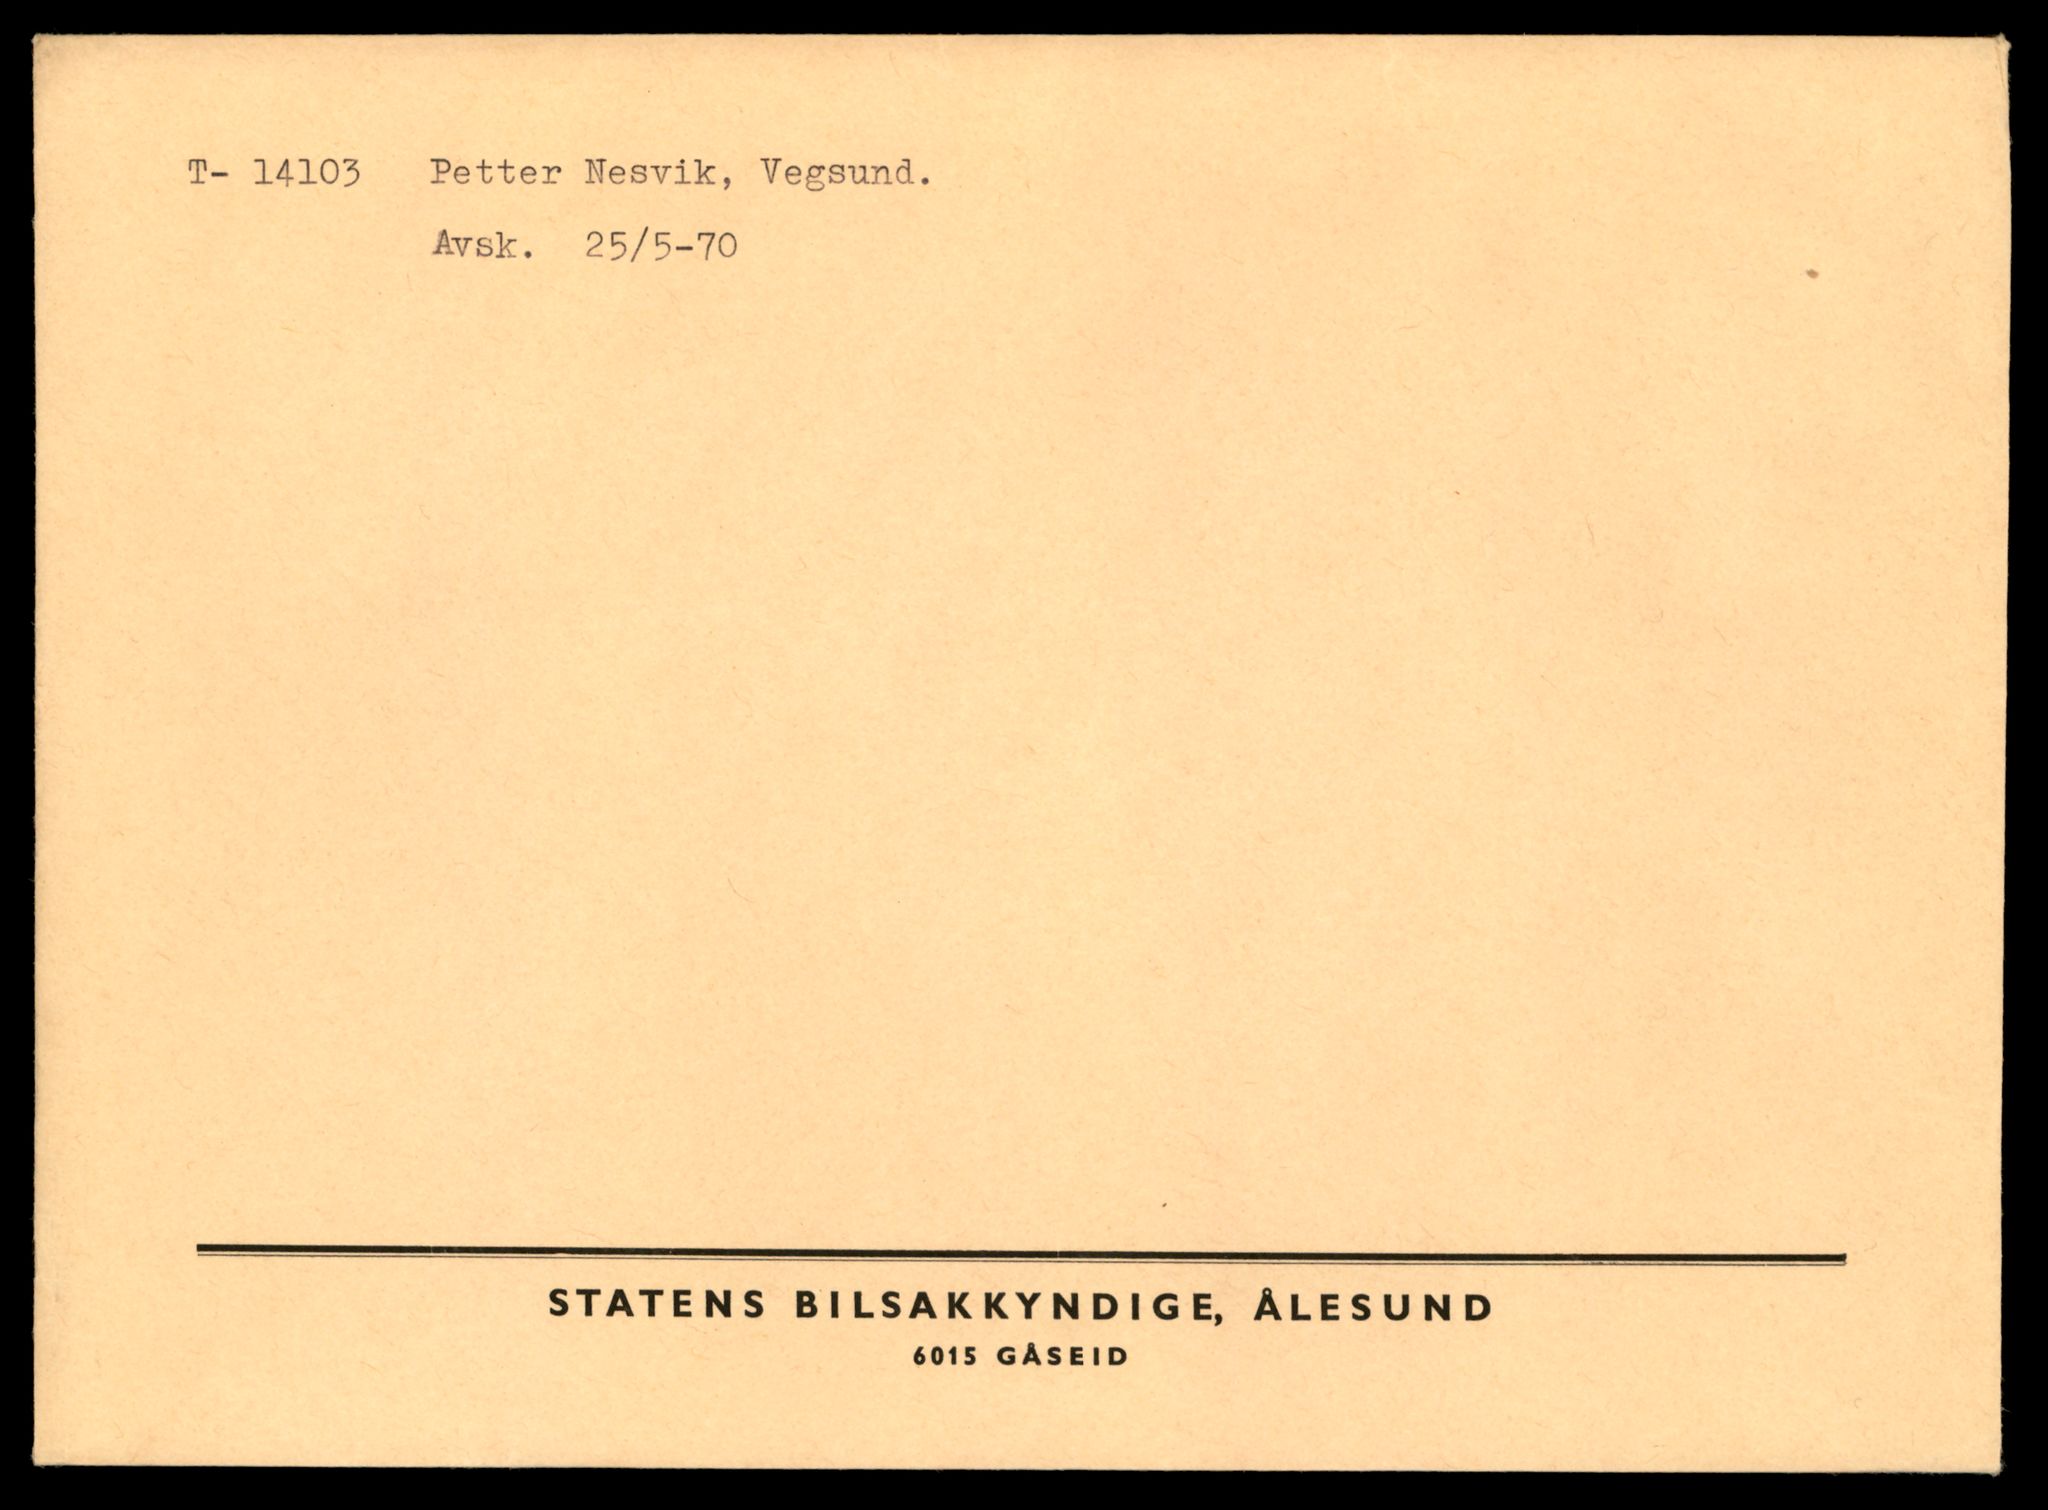 T- 14103 Petter Nesvik, Vegsund.
Avsk. 25/5-70
STATENS BILSAKKYNDIGE, ÅLESUND
6015 GÅSEID